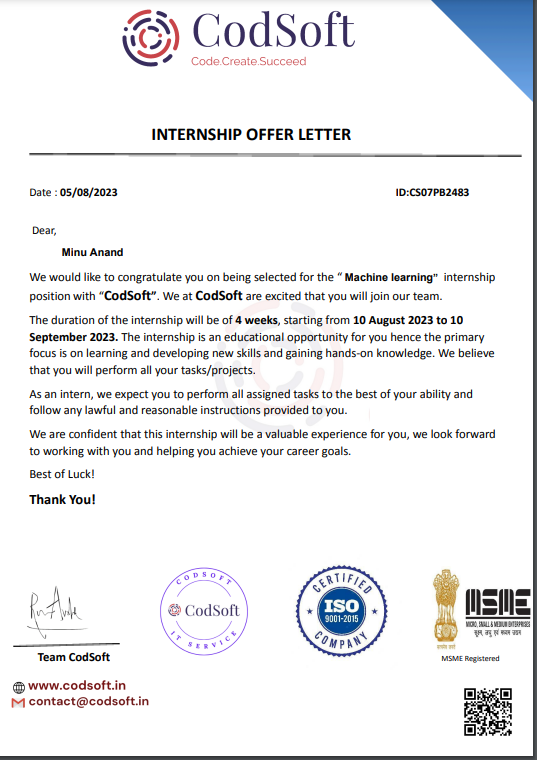 CodSoft
Code.Create.Succeed
INTERNSHIP OFFER LETTER
Date : 05/08/2023
ID:CS07PB2483
Dear,
Minu Anand
We would like to congratulate you on being selected for the “ Machine learning” internship
position with “CodSoft”. We at CodSoft are excited that you will join our team.
The duration of the internship will be of 4 weeks, starting from 10 August 2023 to 10
September 2023. The internship is an educational opportunity for you hence the primary
focus is on learning and developing new skills and gaining hands-on knowledge. We believe
that you will perform all your tasks/projects.
As an intern, we expect you to perform all assigned tasks to the best of your ability and
follow any lawful and reasonable instructions provided to you.
We are confident that this internship will be a valuable experience for you, we look forward
to working with you and helping you achieve your career goals.
Best of Luck!
Thank You!
Team CodSoft
CODSOFT
CodSoft
IT SERVICE
CERTIFIED
ISO
9001-2015
COMPANY
MSME
MICRO, SMALL & MEDIUM ENTERPRISES
सूक्ष्म, लघु एवं मध्यम उद्यम
MSME Registered
www.codsoft.in
contact@codsoft.in